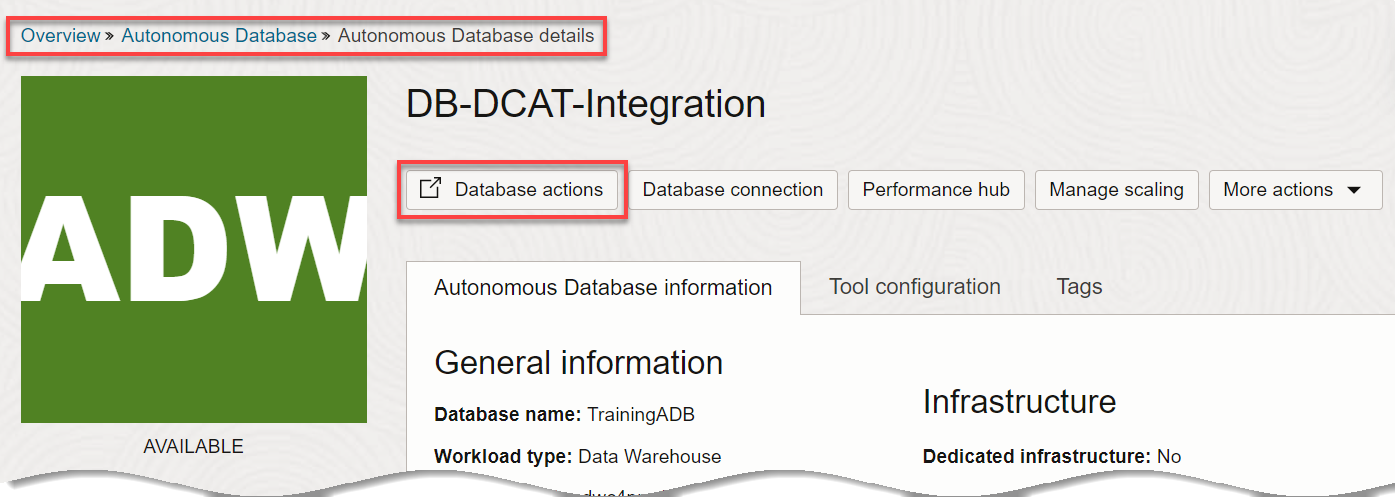 Overview » Autonomous Database » Autonomous Database details
ADW
AVAILABLE
DB-DCAT-Integration
Database actions
Database connection
Performance hub
Manage scaling
More actions
Autonomous Database information
Tool configuration
Tags
General information
Database name: TrainingADB
Workload type: Data Warehouse
Infrastructure
Dedicated infrastructure: No